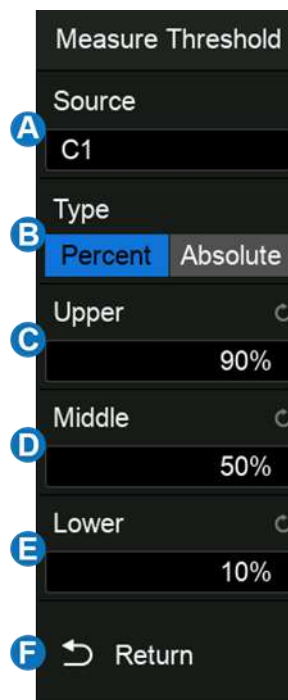 Measure Threshold
Source
A
C1
Type
B
Percent Absolute
Upper
C
90%
Middle
D
50%
Lower
E
10%
F Return